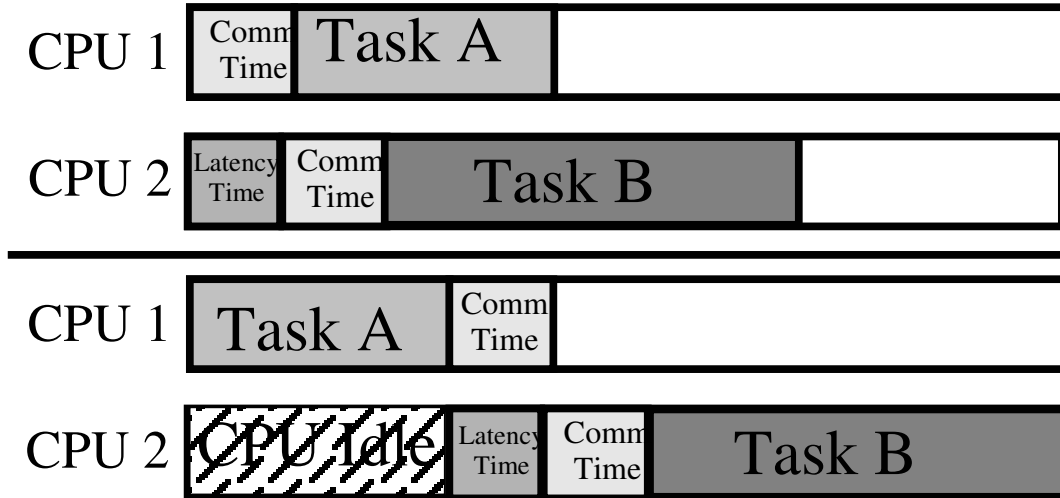 CPU 1
Comm
Time
Task A
CPU 2
Latency
Time
Comm
Time
Task B
CPU 1
Task A
Comm
Time
CPU 2
CPU Idle
Latency
Time
Comm
Time
Task B